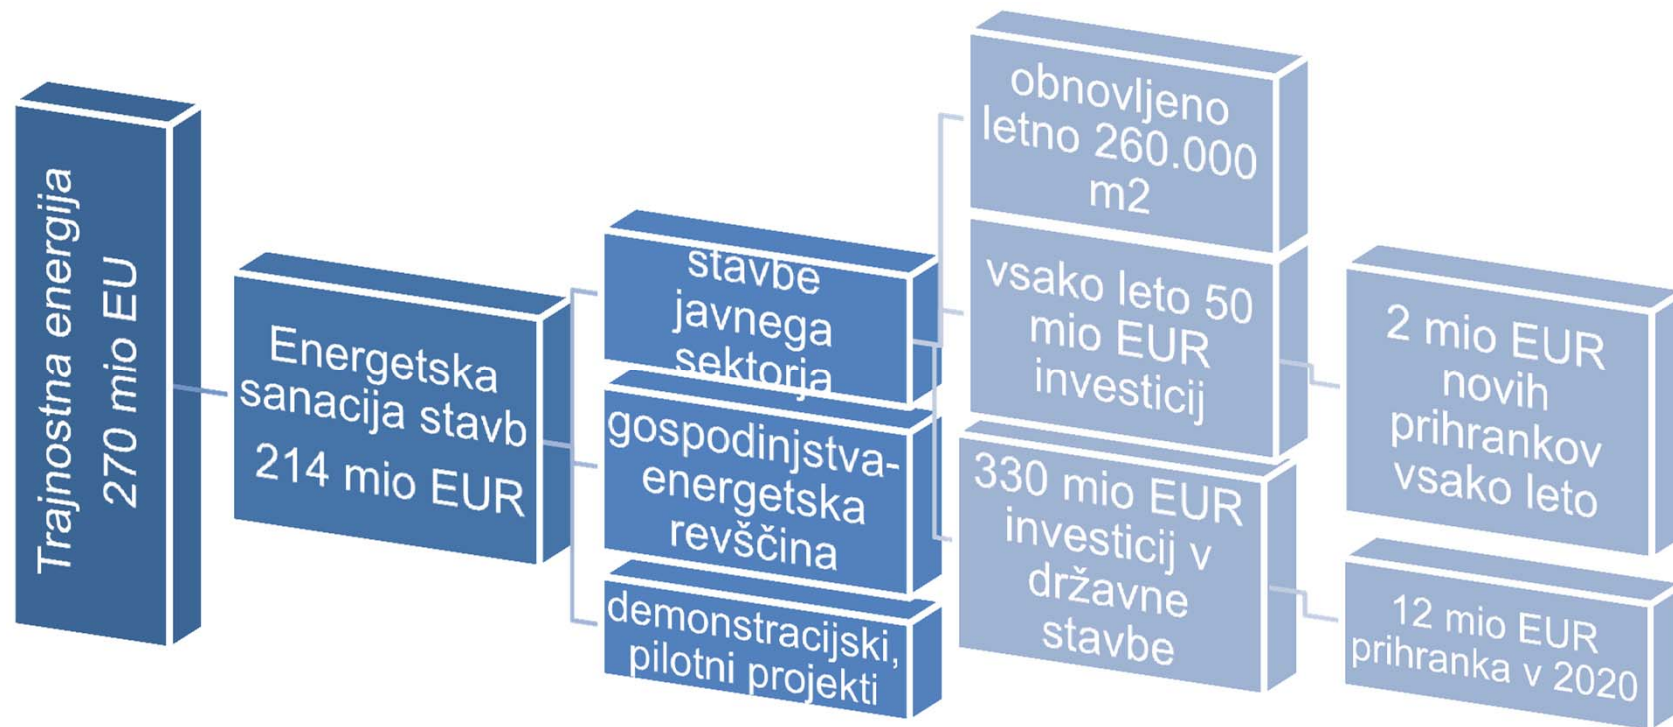 Trajnostna energija
270 mio EU
Energetska
sanacija stavb
214 mio EUR
stavbe
javnega
sektorja
gospodinjstva-
energetska
revščina
demonstracijski,
pilotni projekti
obnovljeno
letno 260.000
m2
vsako leto 50
mio EUR
investicij
330 mio EUR
investicij v
državne
stavbe
2 mio EUR
novih
prihrankov
vsako leto
12 mio EUR
prihranka v 2020